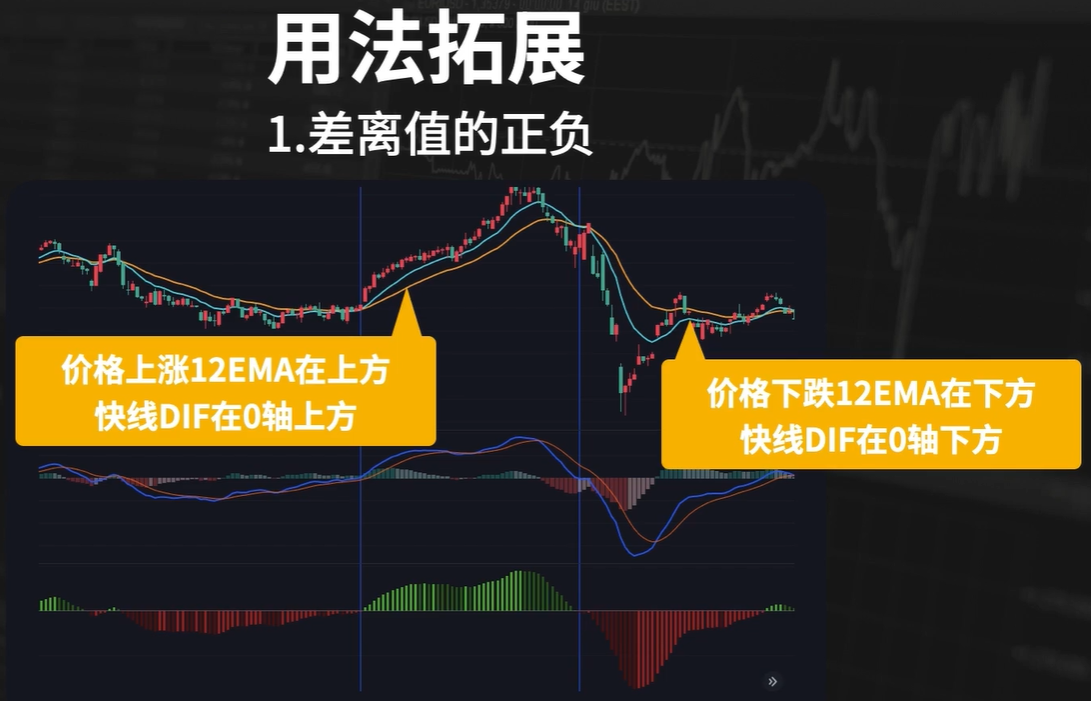 用法拓展
1.差离值的正负
价格上涨12EMA在上方
快线DIF在0轴上方
价格下跌12EMA在下方
快线DIF在0轴下方